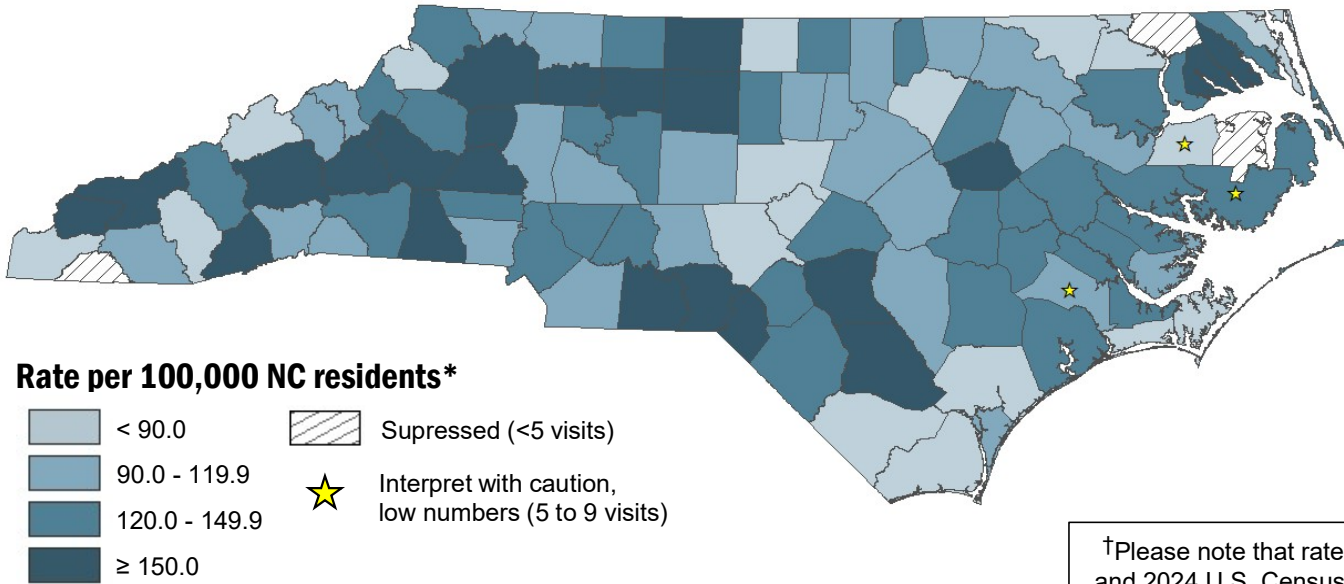 Rate per 100,000 NC residents*
< 90.0
90.0 - 119.9
120.0 - 149.9
≥ 150.0
Supressed (<5 visits)
Interpret with caution,
low numbers (5 to 9 visits)
†Please note that rate
and 2024 U.S. Census